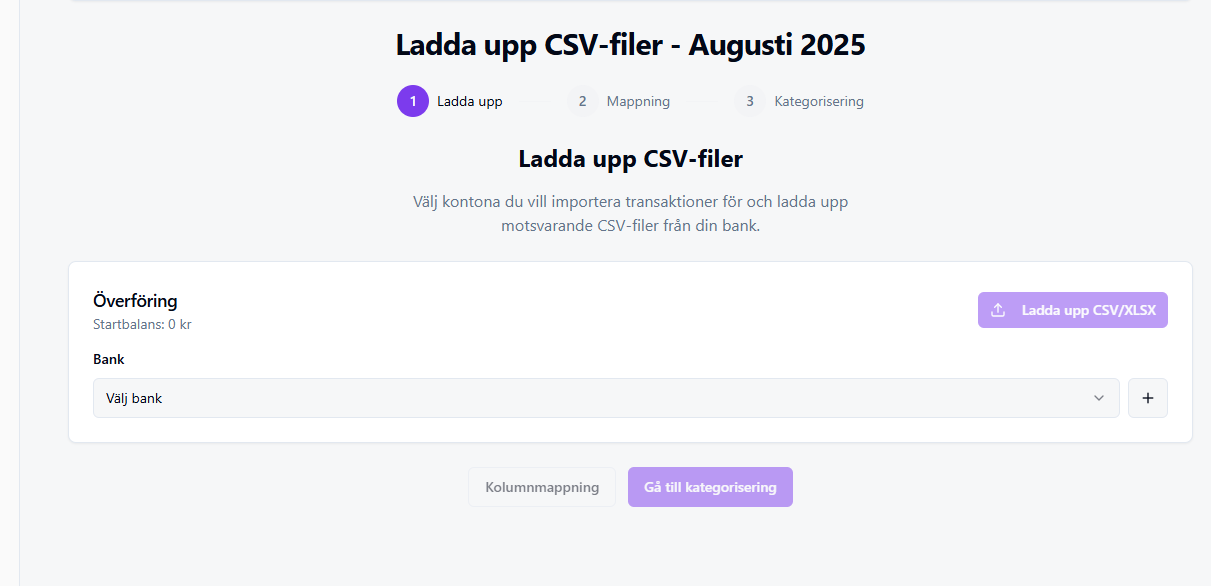 Ladda upp CSV-filer - Augusti 2025
1 Ladda upp 2 Mappning 3 Kategorisering
Ladda upp CSV-filer
Välj kontona du vill importera transaktioner för och ladda upp
motsvarande CSV-filer från din bank.
Överföring
Startbalans: 0 kr
Ladda upp CSV/XLSX
Bank
Välj bank
Kolumnmappning Gå till kategorisering